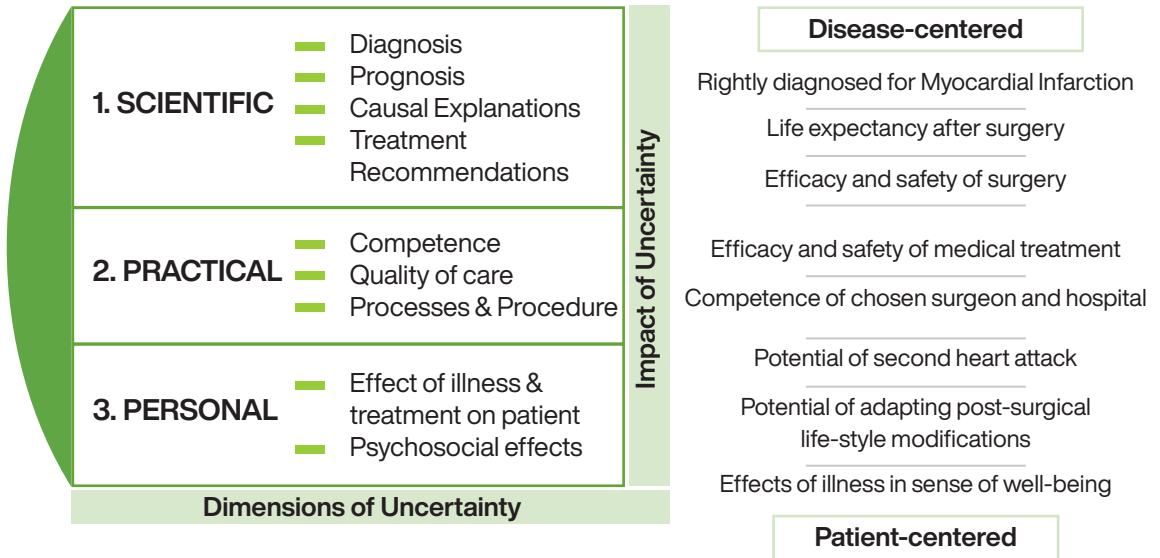 1. SCIENTIFIC
Diagnosis
Prognosis
Causal Explanations
Treatment
Recommendations
2. PRACTICAL
Competence
Quality of care
Processes & Procedure
3. PERSONAL
Effect of illness &
treatment on patient
Psychosocial effects
Dimensions of Uncertainty
Impact of Uncertainty
Disease-centered
Rightly diagnosed for Myocardial Infarction
Life expectancy after surgery
Efficacy and safety of surgery
Efficacy and safety of medical treatment
Competence of chosen surgeon and hospital
Potential of second heart attack
Potential of adapting post-surgical
life-style modifications
Effects of illness in sense of well-being
Patient-centered